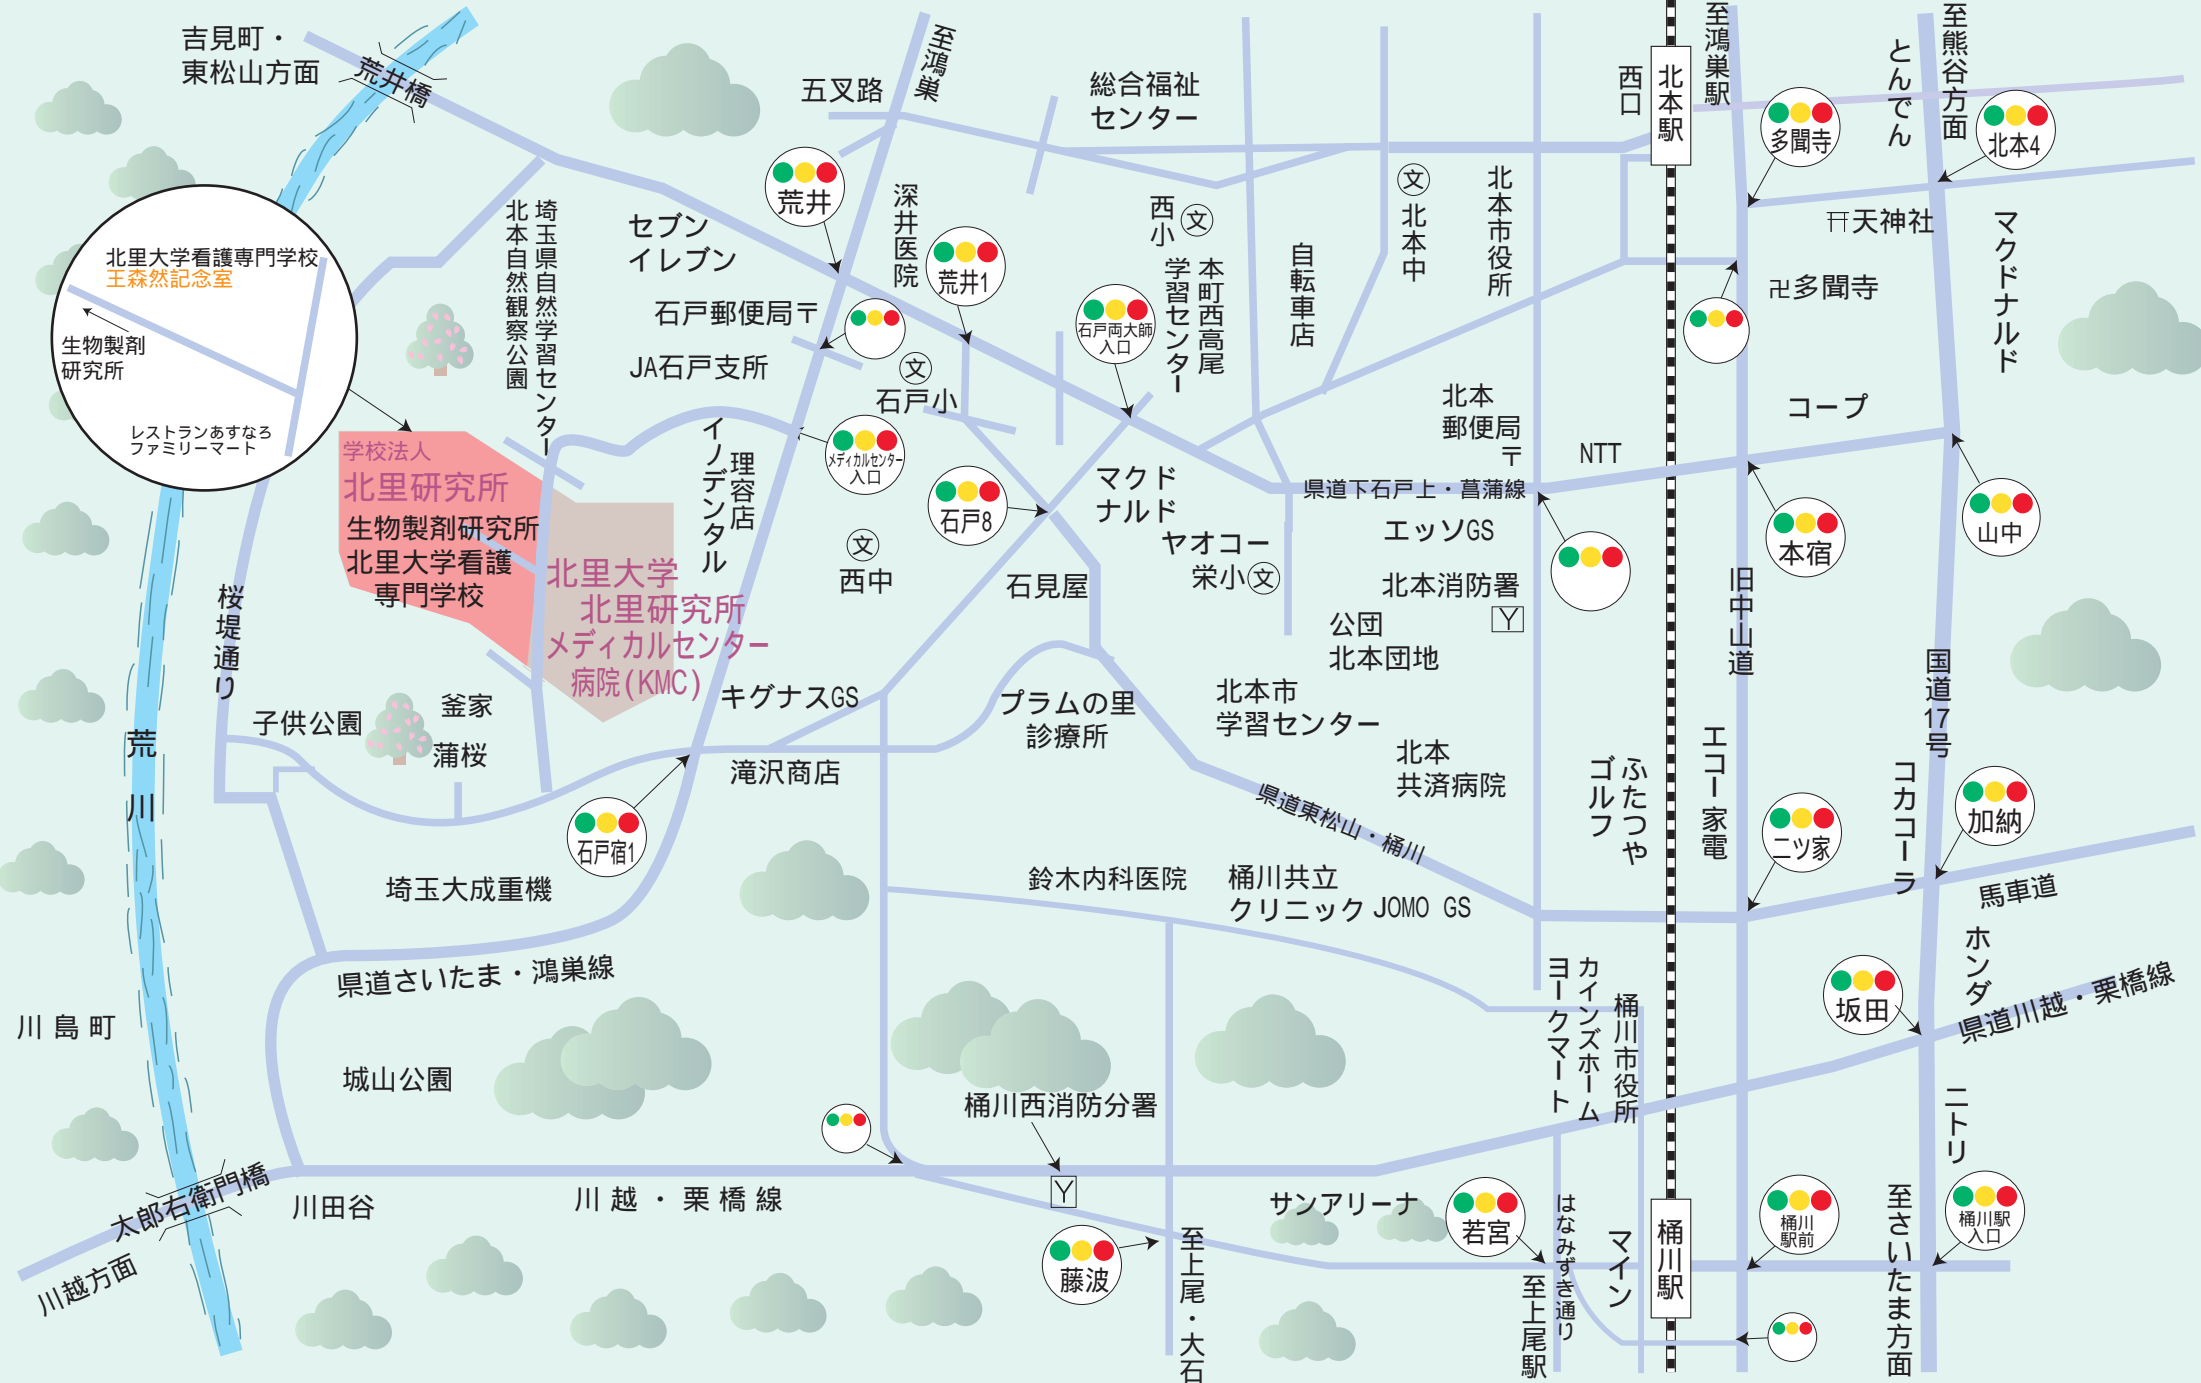 吉見町・
東松山方面
荒井橋
五叉路
至鴻巣
総合福祉
センター
西口
北本駅
至鴻巣駅
至熊谷方面
とんでん
多聞寺
北本4
荒井
深井医院
荒井1
セブン
イレブン
石戸郵便局〒
JA石戸支所
埼玉県自然学習センター
北本自然観察公園
北里大学看護専門学校
王森然記念室
生物製剤
研究所
レストランあすなろ
ファミリーマート
西小
文
本町西高尾
学習センター
石戸両大師
入口
自転車店
文
北本中
北本市役所
天神社
卍多聞寺
マクドナルド
文
石戸小
北本
郵便局
〒
NTT
コープ
学校法人
北里研究所
生物製剤研究所
北里大学看護
専門学校
北里大学
北里研究所
メディカルセンター
病院(KMC)
イノデンタル
理容店
メディカルセンター
入口
石戸8
マクド
ナルド
県道下石戸上・菖蒲線
ヤオコー
栄小
文
エッソGS
北本消防署
Y
文
西中
石見屋
公団
北本団地
本宿
山中
旧中山道
国道17号
桜堤通り
荒川
子供公園
釜家
蒲桜
キグナスGS
滝沢商店
プラムの里
診療所
北本市
学習センター
北本
共済病院
県道東松山・桶川
ふたつや
ゴルフ
エコー家電
コカコーラ
二ツ家
加納
馬車道
石戸宿1
埼玉大成重機
鈴木内科医院
桶川共立
クリニック
JOMO GS
県道さいたま・鴻巣線
川島町
城山公園
桶川西消防分署
Y
カインズホーム
ヨークマート
桶川市役所
坂田
ホンダ
県道川越・栗橋線
ニトリ
太郎右衛門橋
川越方面
川田谷
川越・栗橋線
藤波
至上尾・大石
サンアリーナ
若宮
はなみずき通り
至上尾駅
マイン
桶川駅
桶川
駅前
至さいたま方面
桶川駅
入口